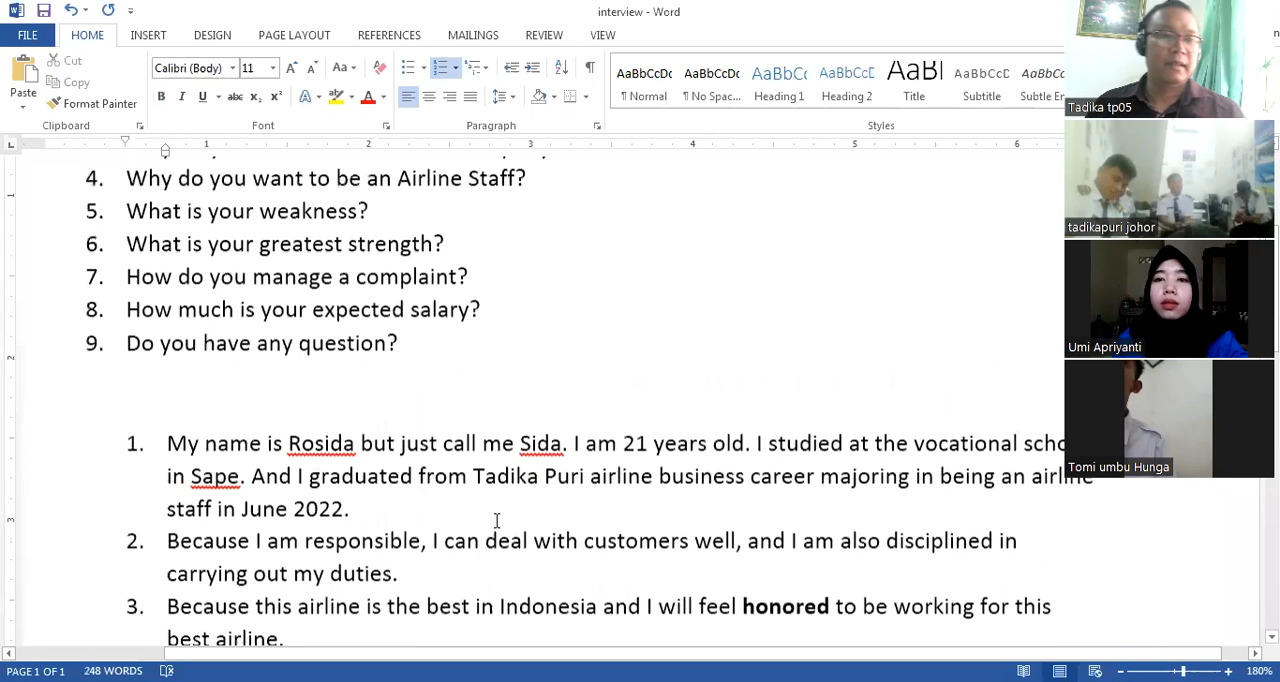 interview - Word
FILE HOME INSERT DESIGN PAGE LAYOUT REFERENCES MAILINGS REVIEW VIEW
Cut
Copy
Format Painter
Paste
Calibri (Body) 11
AaBbCcDc AaBbCcDc AaBbCc AaBbCcD AaBl AaBbCcD AaBbCcD
¶ Normal ¶ No Spac... Heading 1 Heading 2 Title Subtitle Subtle En
Clipboard Font Paragraph Styles
1 2 3 4 5 6
4. Why do you want to be an Airline Staff?
5. What is your weakness?
6. What is your greatest strength?
7. How do you manage a complaint?
8. How much is your expected salary?
9. Do you have any question?
1. My name is Rosida but just call me Sida. I am 21 years old. I studied at the vocational scho
in Sape. And I graduated from Tadika Puri airline business career majoring in being an airline
staff in June 2022.
2. Because I am responsible, I can deal with customers well, and I am also disciplined in
carrying out my duties.
3. Because this airline is the best in Indonesia and I will feel honored to be working for this
best airline.
PAGE 1 OF 1 248 WORDS
180%
Tadika tp05
tadikapuri johor
Umi Apriyanti
Tomi umbu Hunga